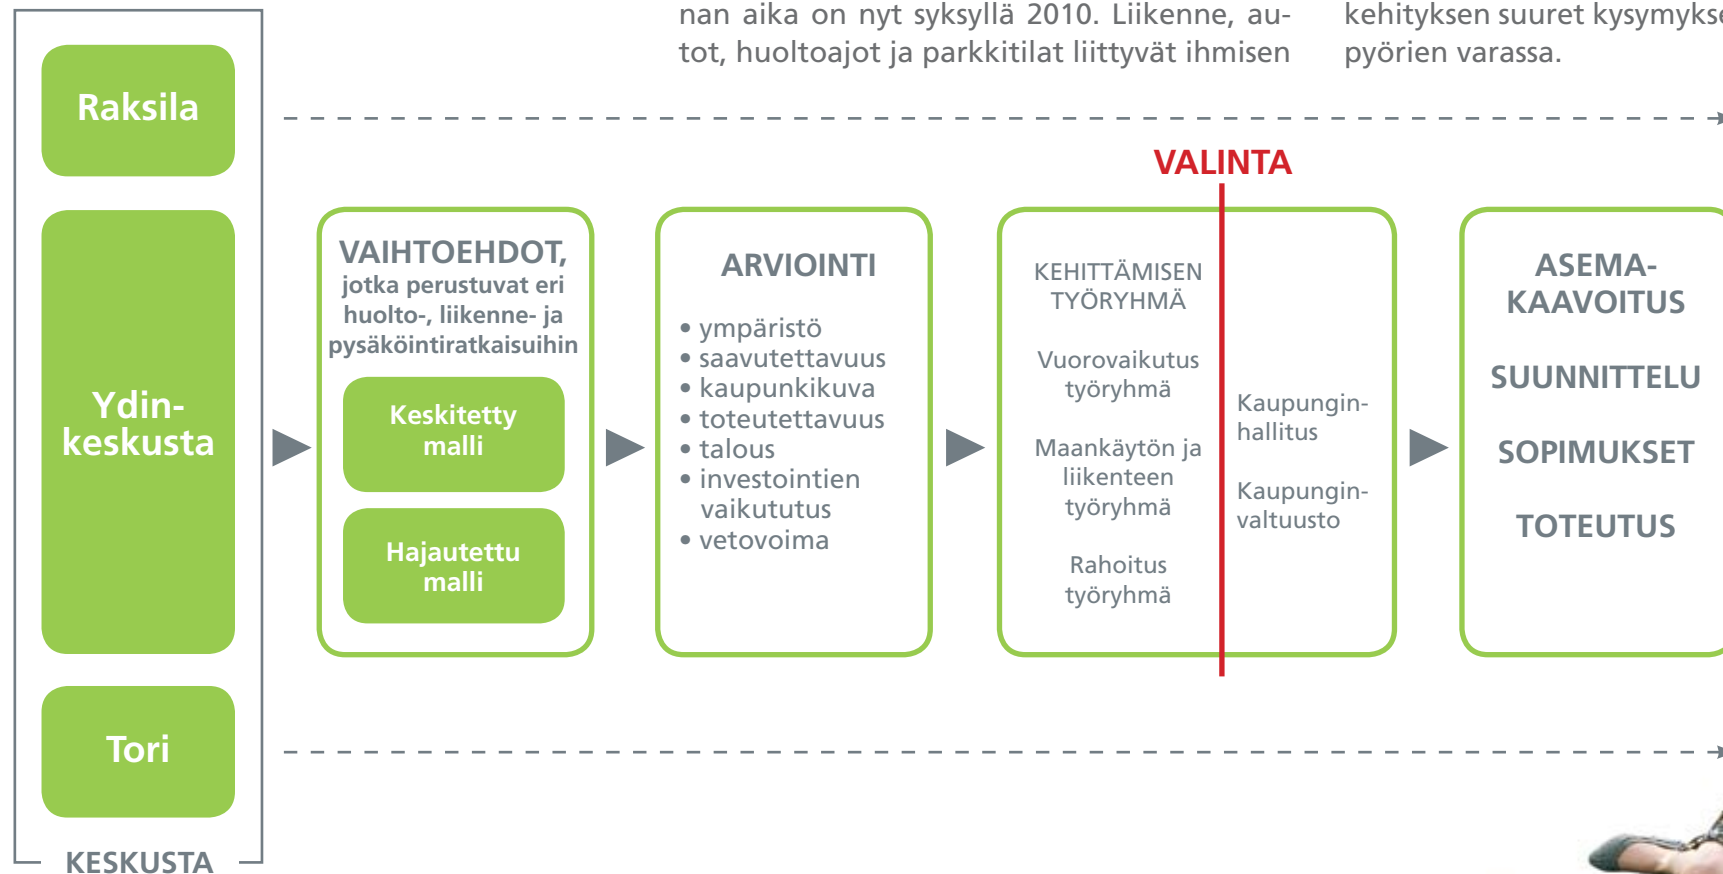 nan aika on nyt syksyllä 2010. Liikenne, au-
tot, huoltoajot ja parkkitilat liittyvät ihmisen
kehityksen suuret kysymykse
pyörien varassa.
Raksila
Ydin-
keskusta
Tori
KESKUSTA
VAIHTOEHDOT,
jotka perustuvat eri
huolto-, liikenne- ja
pysäköintiratkaisuihin
Keskitetty
malli
Hajautettu
malli
ARVIOINTI
• ympäristö
• saavutettavuus
• kaupunkikuva
• toteutettavuus
• talous
• investointien
vaikututus
• vetovoima
VALINTA
KEHITTÄMISEN
TYÖRYHMÄ
Vuorovaikutus
työryhmä
Maankäytön ja
liikenteen
työryhmä
Rahoitus
työryhmä
Kaupungin-
hallitus
Kaupungin-
valtuusto
ASEMA-
KAAVOITUS
SUUNNITTELU
SOPIMUKSET
TOTEUTUS